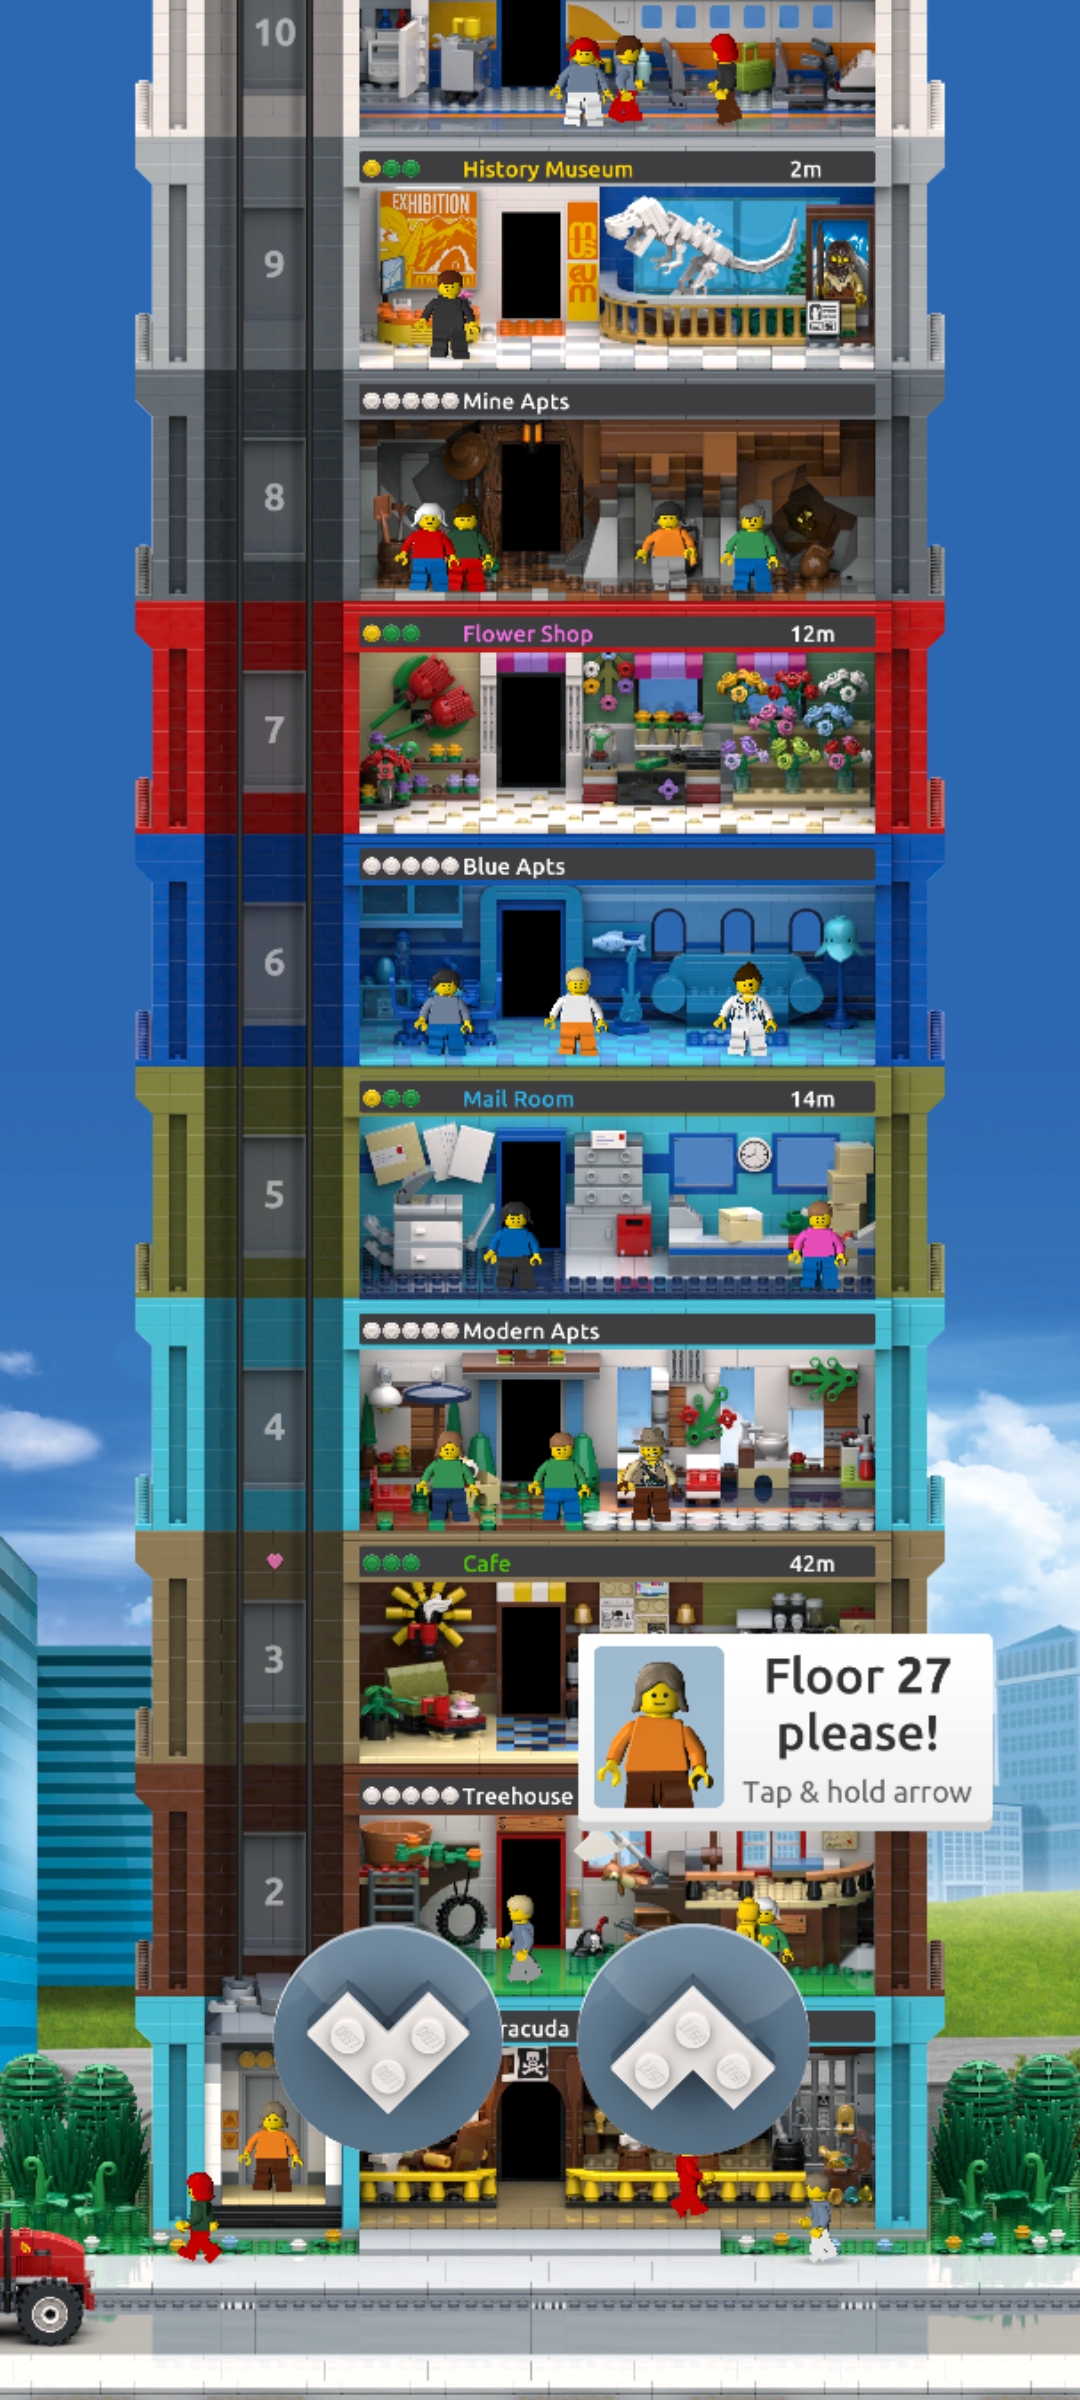 10
History Museum 2m
EXHIBITION
museum
9
Mine Apts
8
Flower Shop 12m
7
Blue Apts
6
Mail Room 14m
5
Modern Apts
4
Cafe 42m
3
Floor 27
please!
Tap & hold arrow
Treehouse
2
racuda